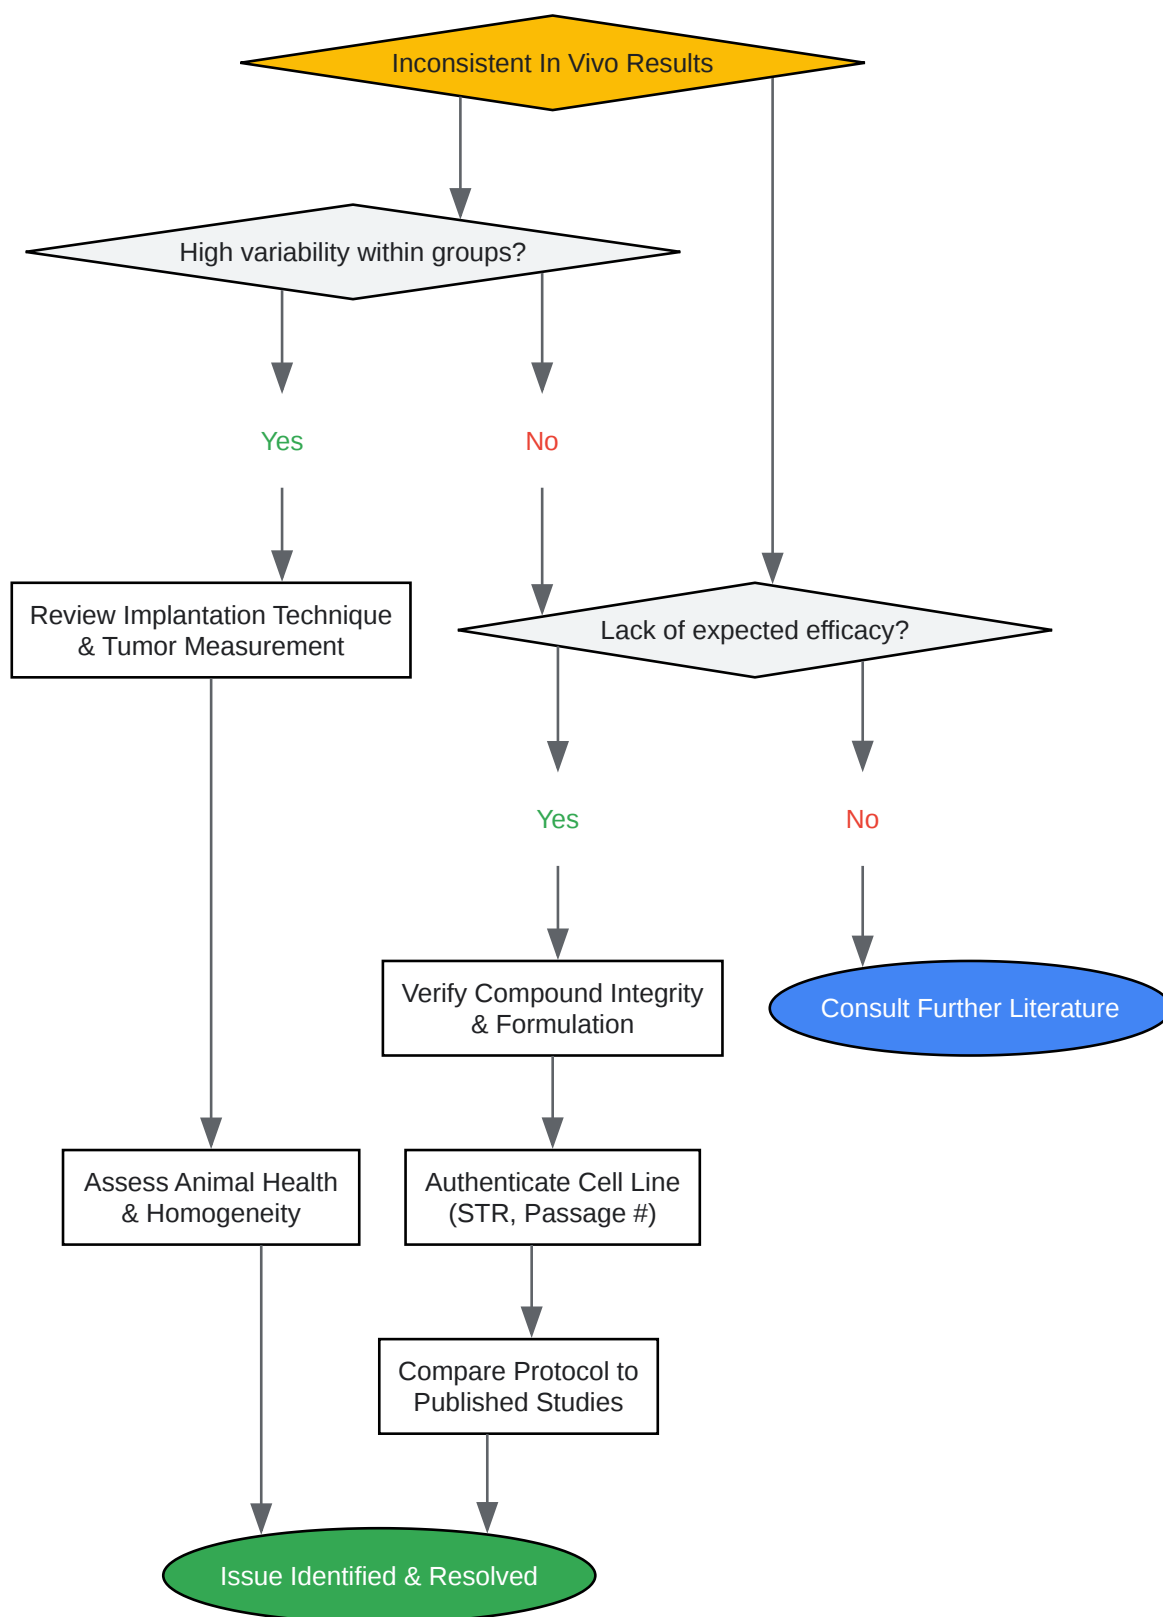 Inconsistent In Vivo Results
High variability within groups?
Yes
No
Review Implantation Technique
& Tumor Measurement
Lack of expected efficacy?
Yes
No
Verify Compound Integrity
& Formulation
Consult Further Literature
Assess Animal Health
& Homogeneity
Authenticate Cell Line
(STR, Passage #)
Compare Protocol to
Published Studies
Issue Identified & Resolved